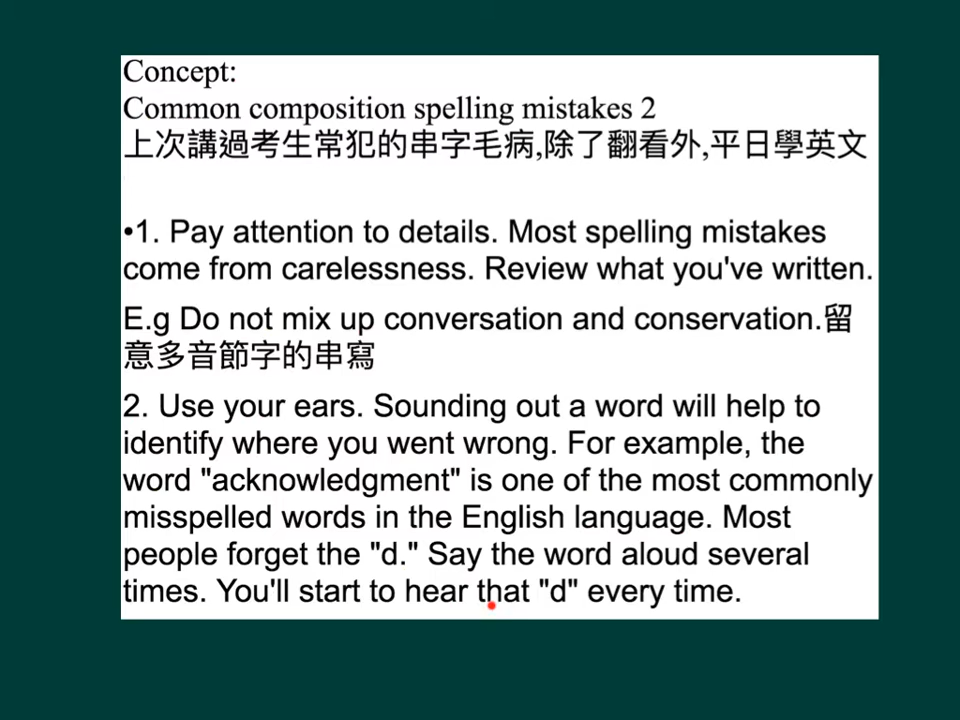 Concept:
Common composition spelling mistakes 2
上次講過考生常犯的串字毛病,除了翻看外,平日學英文
•1. Pay attention to details. Most spelling mistakes
come from carelessness. Review what you've written.
E.g Do not mix up conversation and conservation.留
意多音節字的串寫
2. Use your ears. Sounding out a word will help to
identify where you went wrong. For example, the
word "acknowledgment" is one of the most commonly
misspelled words in the English language. Most
people forget the "d." Say the word aloud several
times. You'll start to hear that "d" every time.